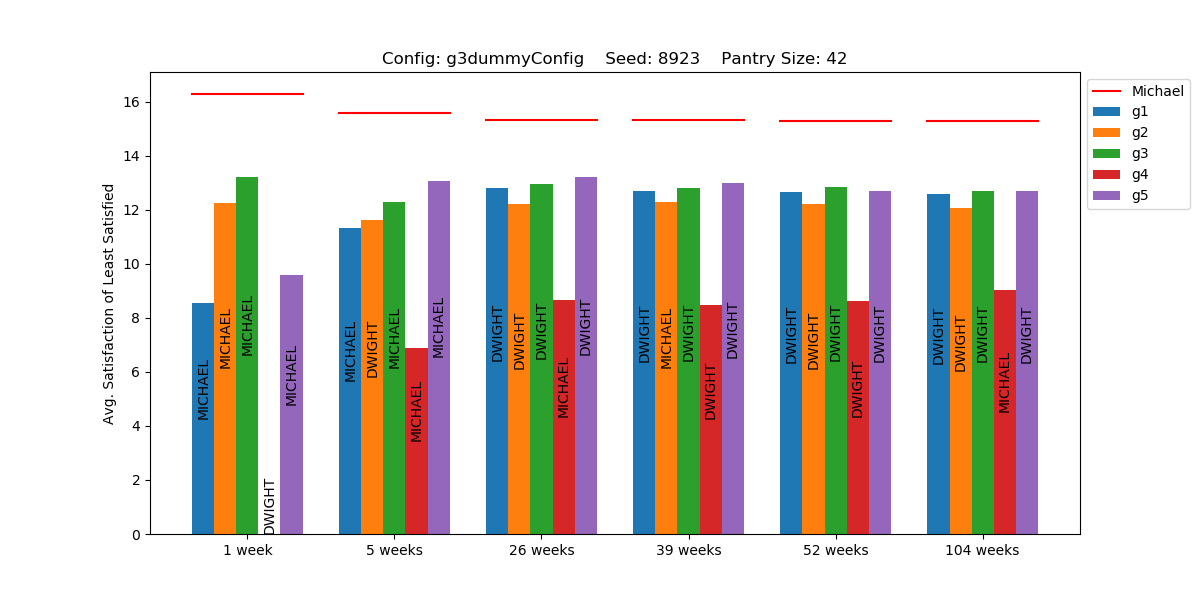 Config: g3dummyConfig    Seed: 8923    Pantry Size: 42
Avg. Satisfaction of Least Satisfied
16
14
12
10
8
6
4
2
0
MICHAEL
MICHAEL
MICHAEL
DWIGHT
MICHAEL
MICHAEL
DWIGHT
MICHAEL
MICHAEL
MICHAEL
DWIGHT
DWIGHT
DWIGHT
MICHAEL
DWIGHT
DWIGHT
MICHAEL
DWIGHT
DWIGHT
DWIGHT
DWIGHT
DWIGHT
DWIGHT
DWIGHT
DWIGHT
DWIGHT
DWIGHT
DWIGHT
MICHAEL
DWIGHT
1 week
5 weeks
26 weeks
39 weeks
52 weeks
104 weeks
Michael
g1
g2
g3
g4
g5